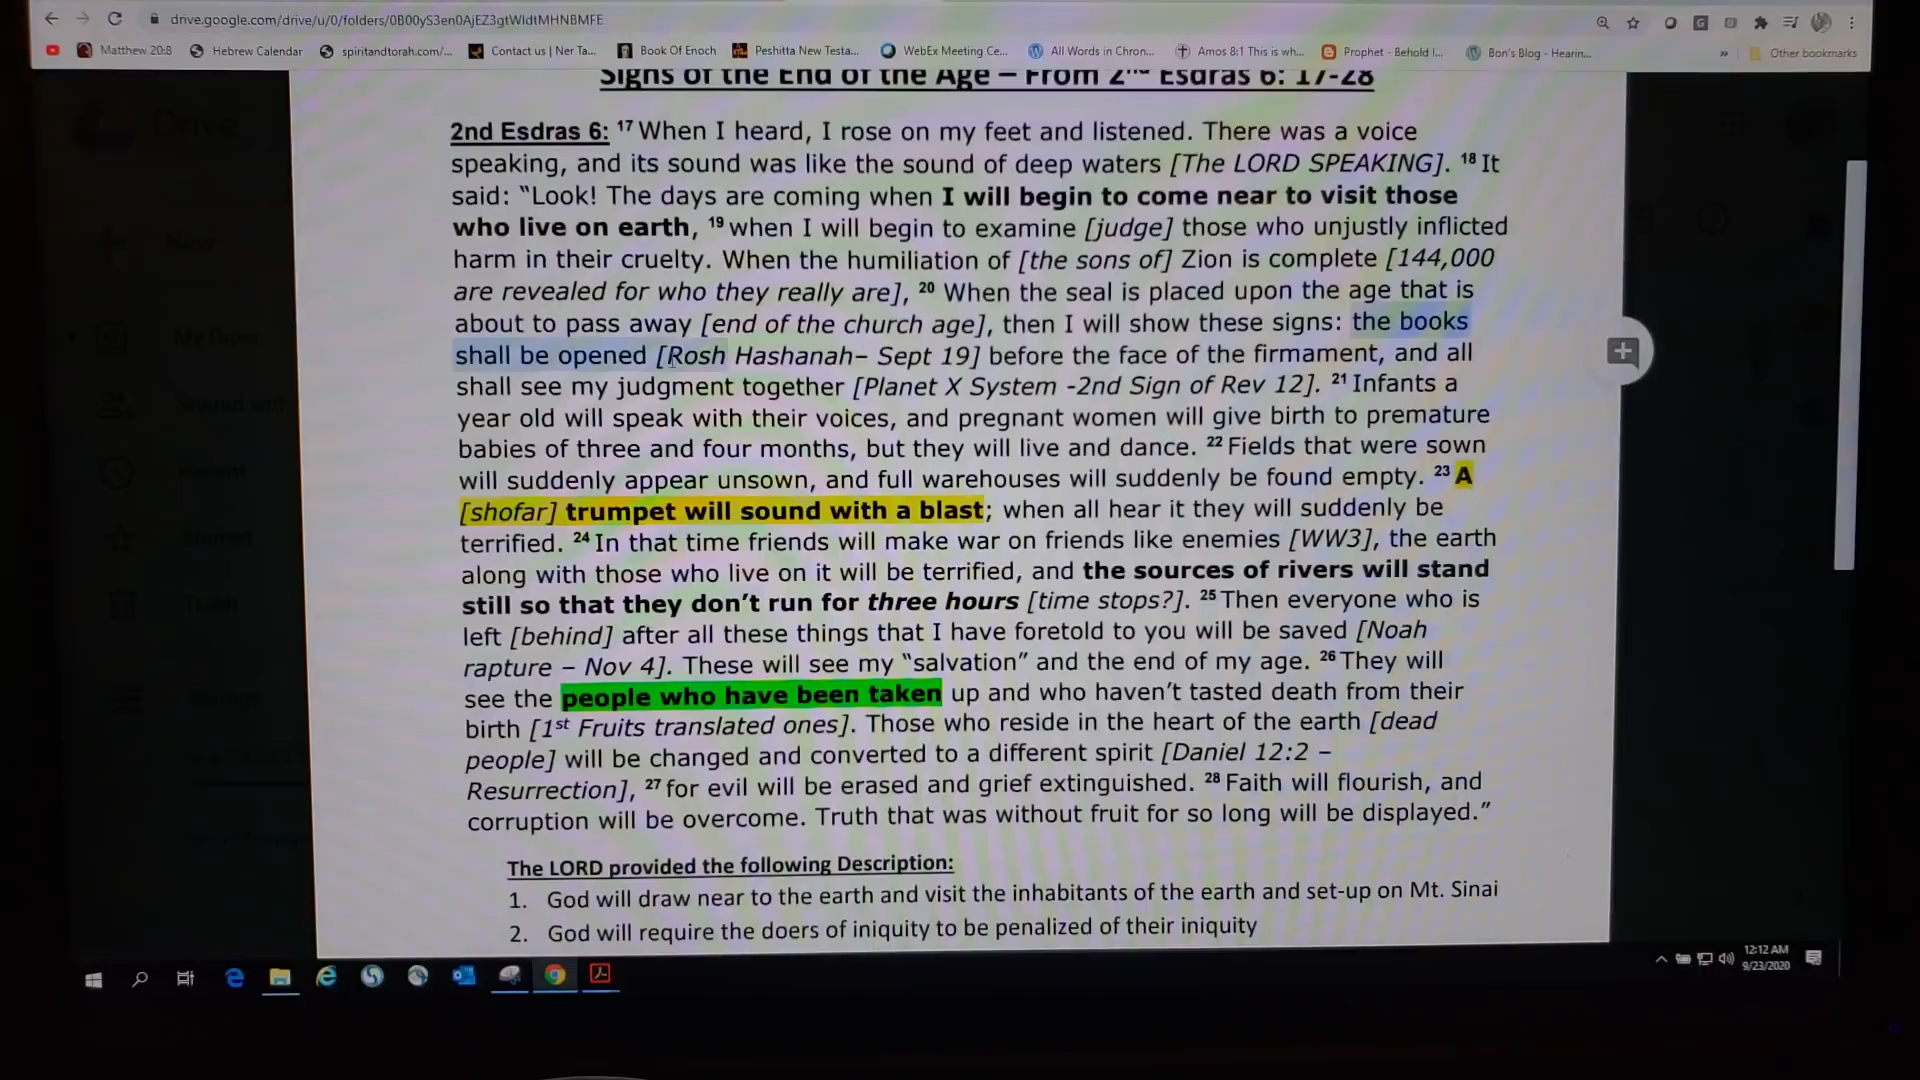 drive.google.com/drive/u/0/folders/0B00yS3en0AjEZ3gtWldtMHNBMFE
Matthew 20:8 Hebrew Calendar spiritandtorah.com/... Contact us | Ner Ta... Book Of Enoch Peshitta New Testa... WebEx Meeting Ce... All Words in Chron... Amos 8:1 This is wh... Prophet - Behold I... Bon's Blog - Hearin... » Other bookmarks
Signs of the End of the Age – From 2nd Esdras 6: 17-28
Drive
2nd Esdras 6: 17 When I heard, I rose on my feet and listened. There was a voice
speaking, and its sound was like the sound of deep waters [The LORD SPEAKING]. 18 It
said: “Look! The days are coming when I will begin to come near to visit those
who live on earth, 19 when I will begin to examine [judge] those who unjustly inflicted
harm in their cruelty. When the humiliation of [the sons of] Zion is complete [144,000
are revealed for who they really are], 20 When the seal is placed upon the age that is
about to pass away [end of the church age], then I will show these signs: the books
shall be opened [Rosh Hashanah– Sept 19] before the face of the firmament, and all
shall see my judgment together [Planet X System -2nd Sign of Rev 12]. 21 Infants a
year old will speak with their voices, and pregnant women will give birth to premature
babies of three and four months, but they will live and dance. 22 Fields that were sown
will suddenly appear unsown, and full warehouses will suddenly be found empty. 23 A
[shofar] trumpet will sound with a blast; when all hear it they will suddenly be
terrified. 24 In that time friends will make war on friends like enemies [WW3], the earth
along with those who live on it will be terrified, and the sources of rivers will stand
still so that they don’t run for three hours [time stops?]. 25 Then everyone who is
left [behind] after all these things that I have foretold to you will be saved [Noah
rapture – Nov 4]. These will see my “salvation” and the end of my age. 26 They will
see the people who have been taken up and who haven’t tasted death from their
birth [1st Fruits translated ones]. Those who reside in the heart of the earth [dead
people] will be changed and converted to a different spirit [Daniel 12:2 –
Resurrection], 27 for evil will be erased and grief extinguished. 28 Faith will flourish, and
corruption will be overcome. Truth that was without fruit for so long will be displayed.”
The LORD provided the following Description:
1. God will draw near to the earth and visit the inhabitants of the earth and set-up on Mt. Sinai
2. God will require the doers of iniquity to be penalized of their iniquity
12:12 AM
9/23/2020